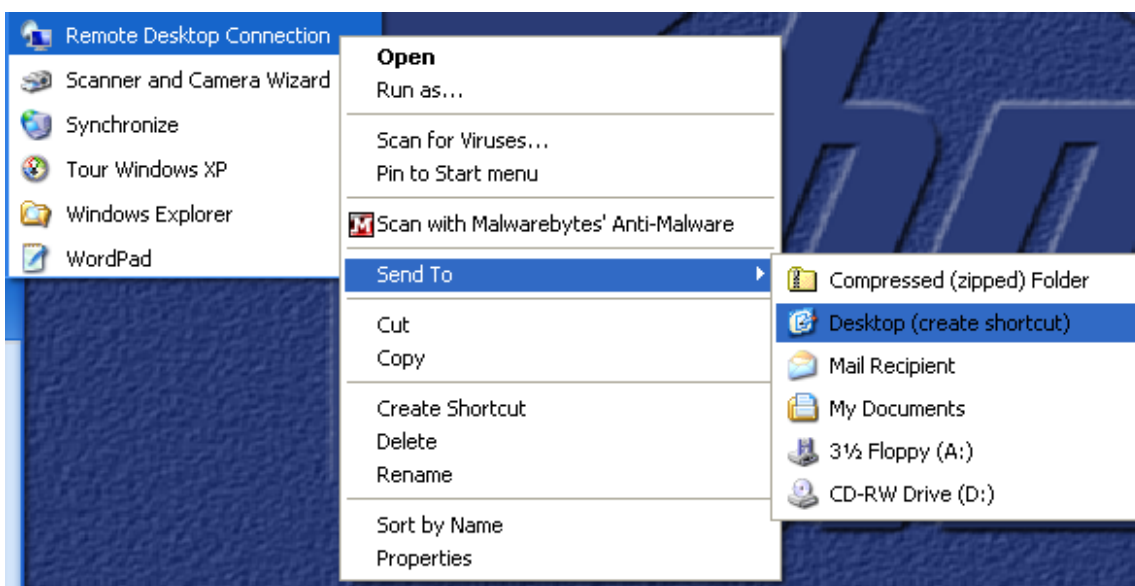 Remote Desktop Connection
Scanner and Camera Wizard
Synchronize
Tour Windows XP
Windows Explorer
WordPad
Open
Run as...
Scan for Viruses...
Pin to Start menu
Scan with Malwarebytes' Anti-Malware
Send To
Cut
Copy
Create Shortcut
Delete
Rename
Sort by Name
Properties
Compressed (zipped) Folder
Desktop (create shortcut)
Mail Recipient
My Documents
3½ Floppy (A:)
CD-RW Drive (D:)